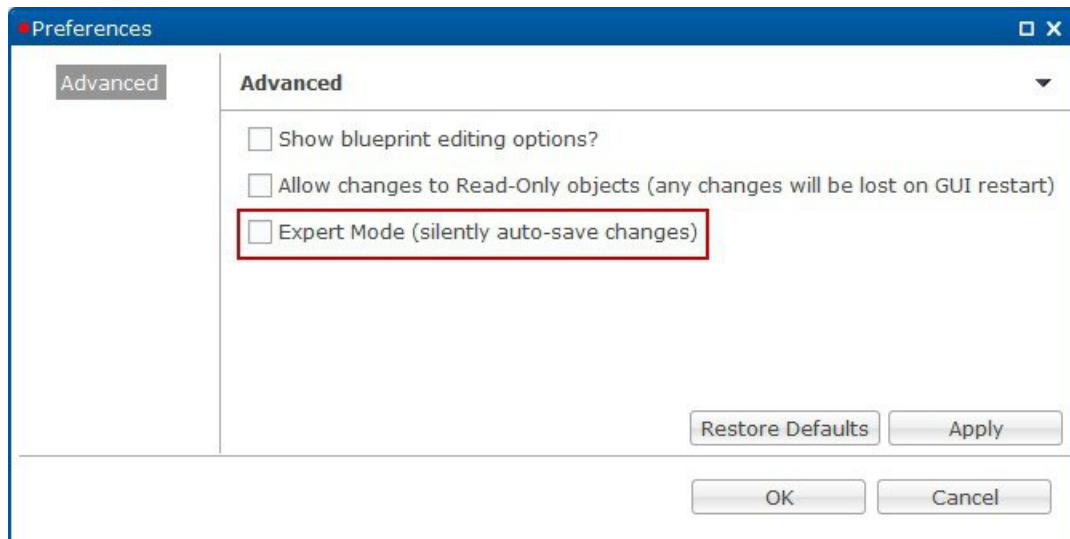 Preferences
Advanced
Advanced
Show blueprint editing options?
Allow changes to Read-Only objects (any changes will be lost on GUI restart)
Expert Mode (silently auto-save changes)
Restore Defaults
Apply
OK
Cancel